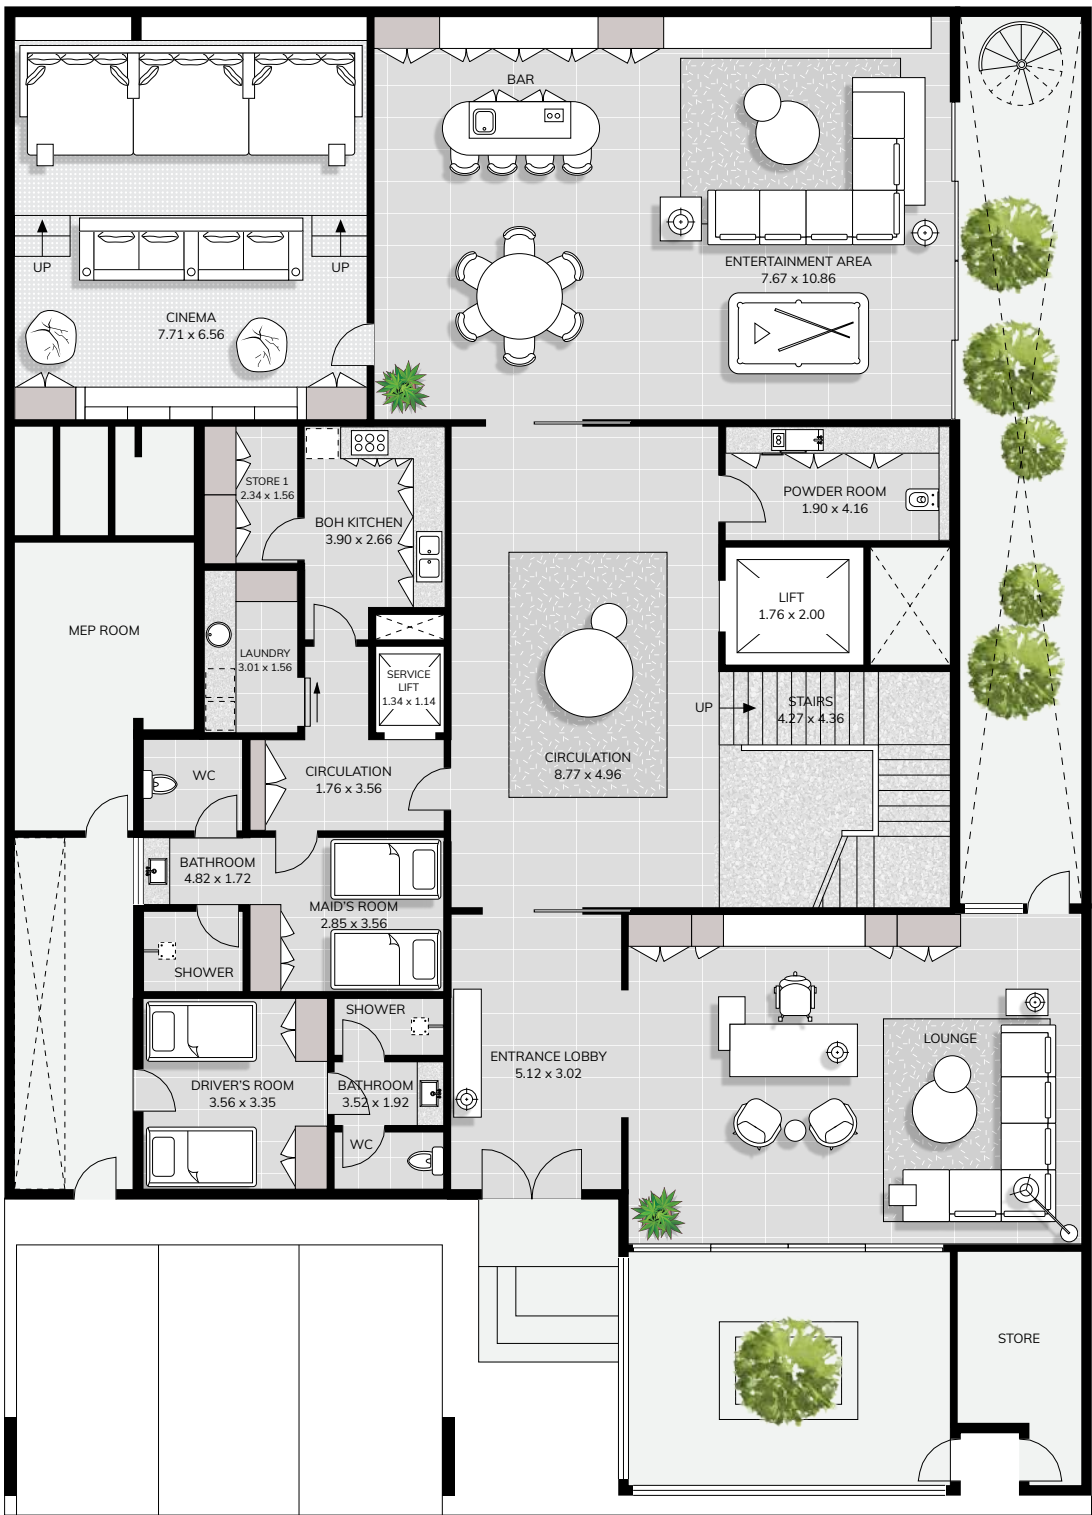 BAR
ENTERTAINMENT AREA
7.67 x 10.86
UP
UP
CINEMA
7.71 x 6.56
STORE 1
2.34 x 1.56
BOH KITCHEN
3.90 x 2.66
POWDER ROOM
1.90 x 4.16
LIFT
1.76 x 2.00
MEP ROOM
LAUNDRY
3.01 x 1.56
SERVICE
LIFT
1.34 x 1.14
UP
STAIRS
4.27 x 4.36
WC
CIRCULATION
1.76 x 3.56
CIRCULATION
8.77 x 4.96
BATHROOM
4.82 x 1.72
MAID'S ROOM
2.85 x 3.56
SHOWER
SHOWER
DRIVER'S ROOM
3.56 x 3.35
BATHROOM
3.52 x 1.92
WC
ENTRANCE LOBBY
5.12 x 3.02
LOUNGE
STORE